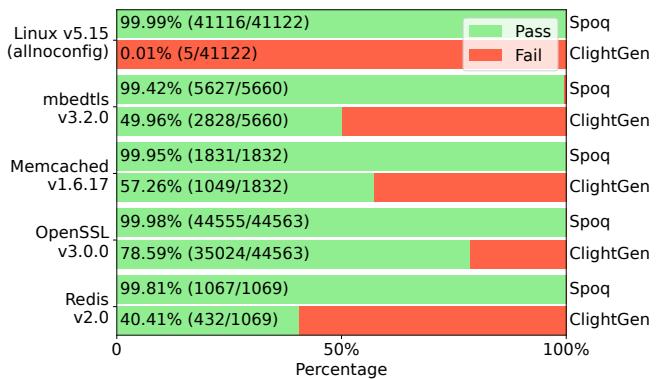 Linux v5.15
(allnoconfig)
99.99% (41116/41122)
Spoq
0.01% (5/41122)
ClightGen
Pass
Fail
mbedtls
v3.2.0
99.42% (5627/5660)
Spoq
49.96% (2828/5660)
ClightGen
Memcached
v1.6.17
99.95% (1831/1832)
Spoq
57.26% (1049/1832)
ClightGen
OpenSSL
v3.0.0
99.98% (44555/44563)
Spoq
78.59% (35024/44563)
ClightGen
Redis
v2.0
99.81% (1067/1069)
Spoq
40.41% (432/1069)
ClightGen
0 50% 100%
Percentage